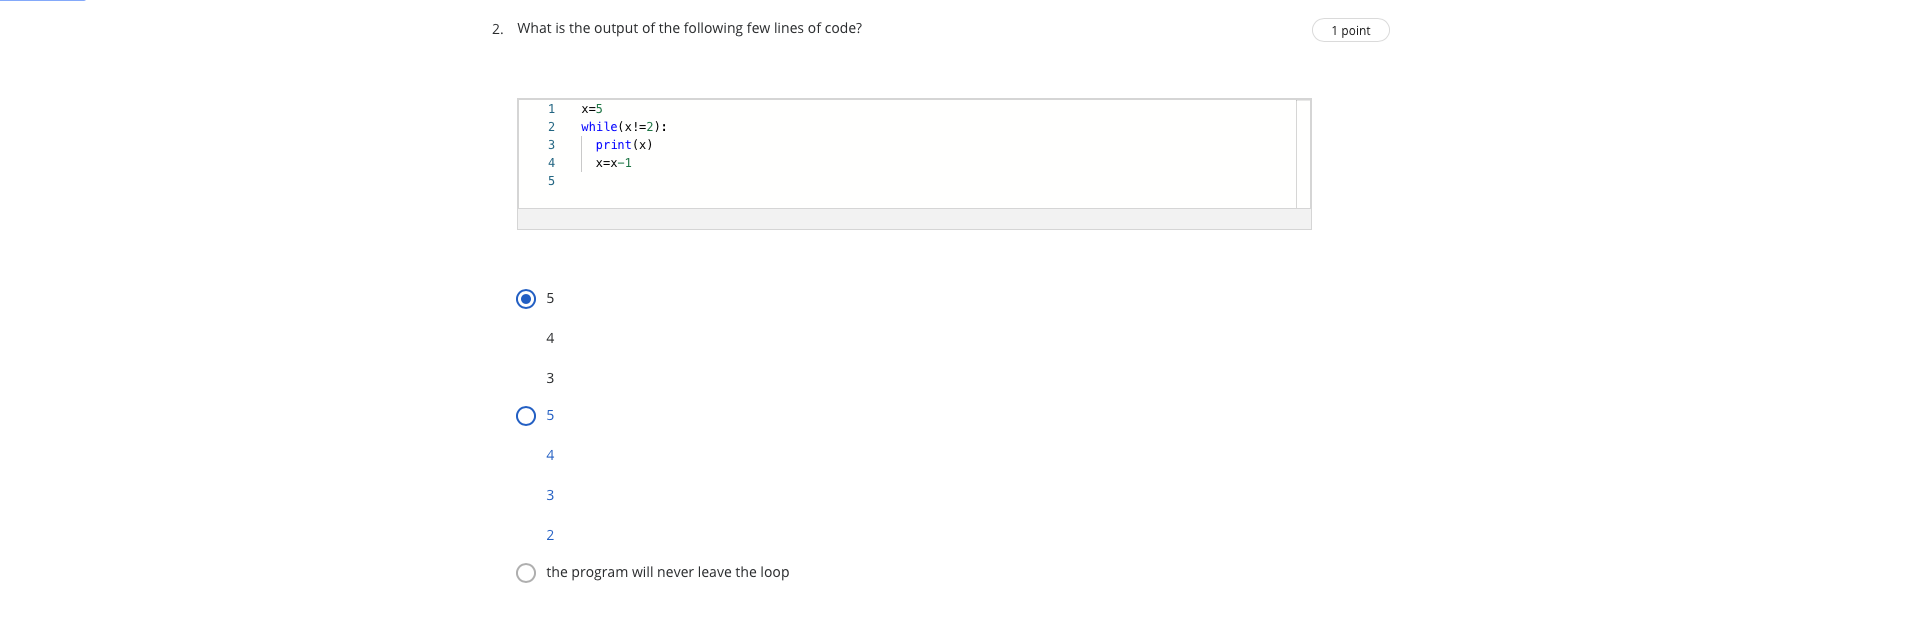 2. What is the output of the following few lines of code?
1 point
1 x=5
2 while(x!=2):
3   print(x)
4   x=x-1
5
5
4
3
5
4
3
2
the program will never leave the loop